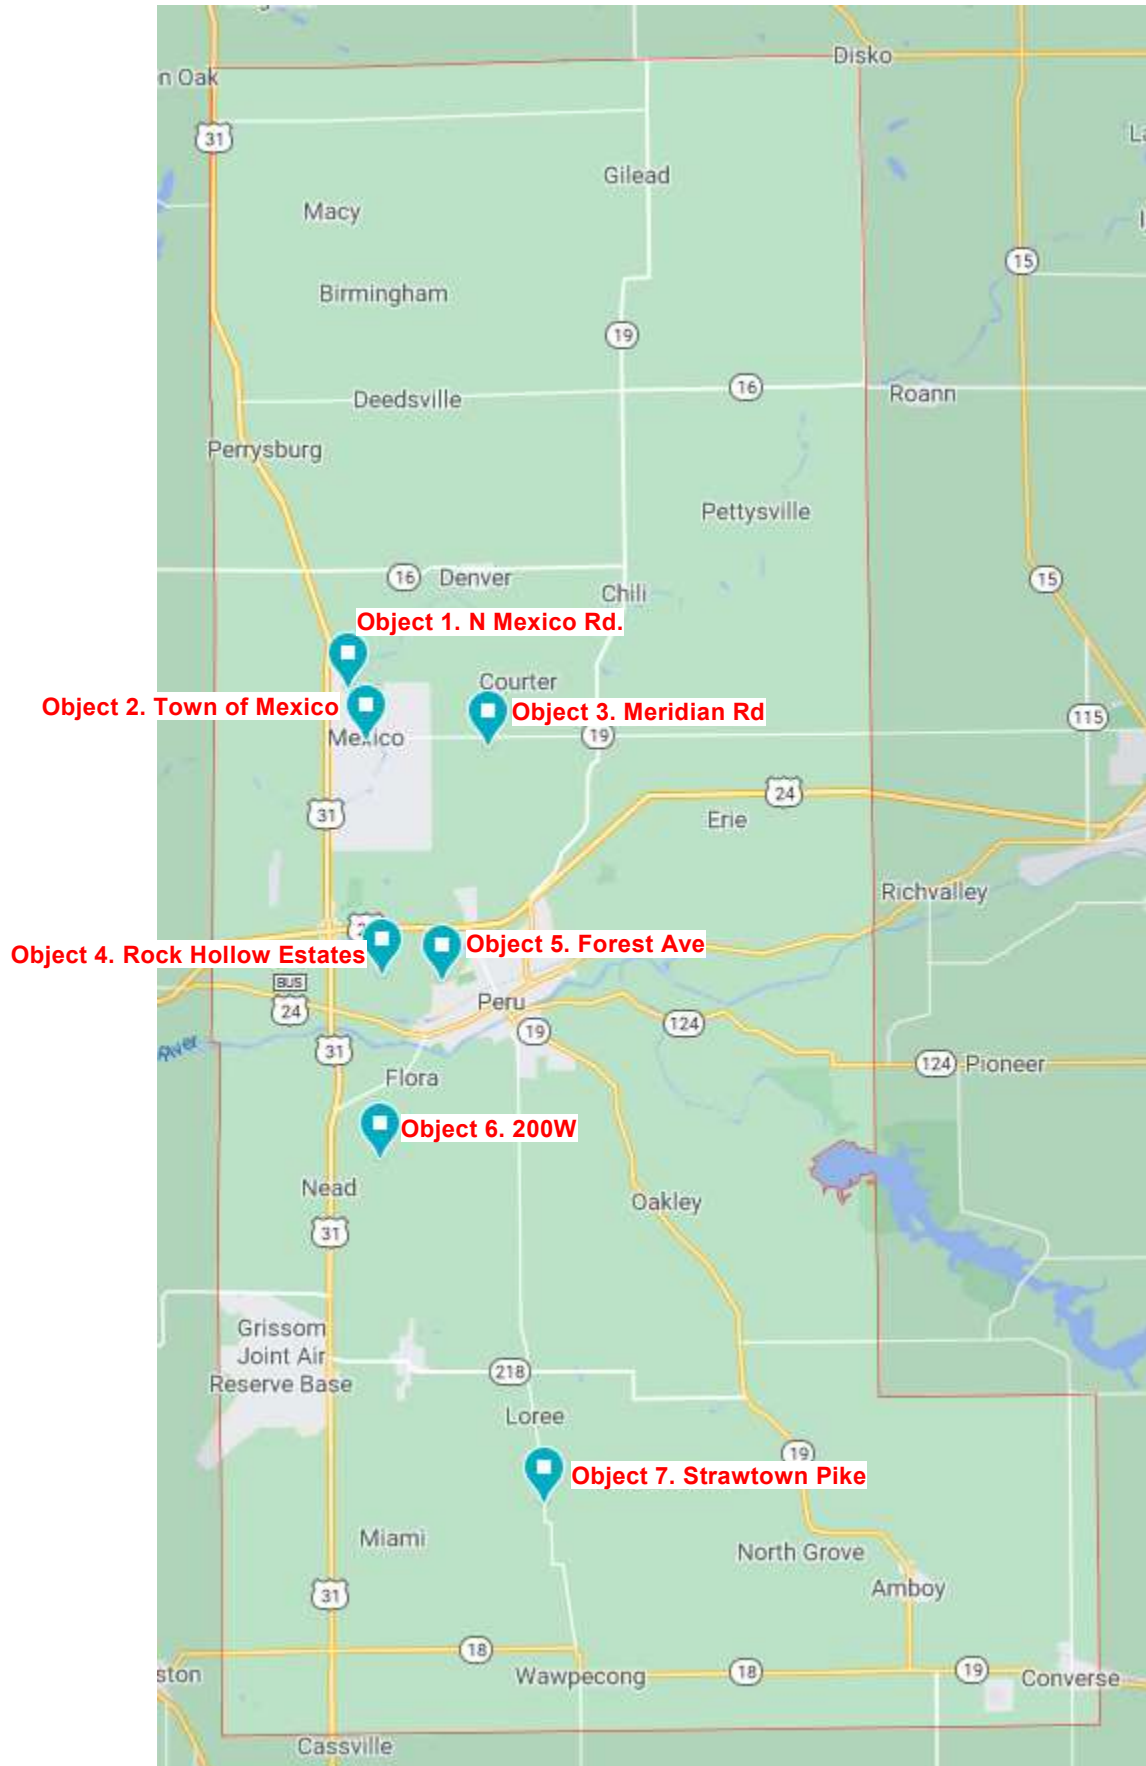 Disko
n Oak
31
Gilead
Macy
15
Birmingham
19
16
Deedsville
Roann
Perrysburg
Pettysville
16
Denver
15
Chili
Object 1. N Mexico Rd.
Courter
Object 2. Town of Mexico
Object 3. Meridian Rd
115
Mexico
19
24
31
Erie
Richvalley
Object 4. Rock Hollow Estates
Object 5. Forest Ave
BUS
24
Peru
19
124
31
124
Pioneer
Flora
Object 6. 200W
Nead
Oakley
31
Grissom
Joint Air
Reserve Base
218
Loree
19
Object 7. Strawtown Pike
Miami
North Grove
Amboy
31
18
ston
Wawpecong
18
19
Converse
Cassville